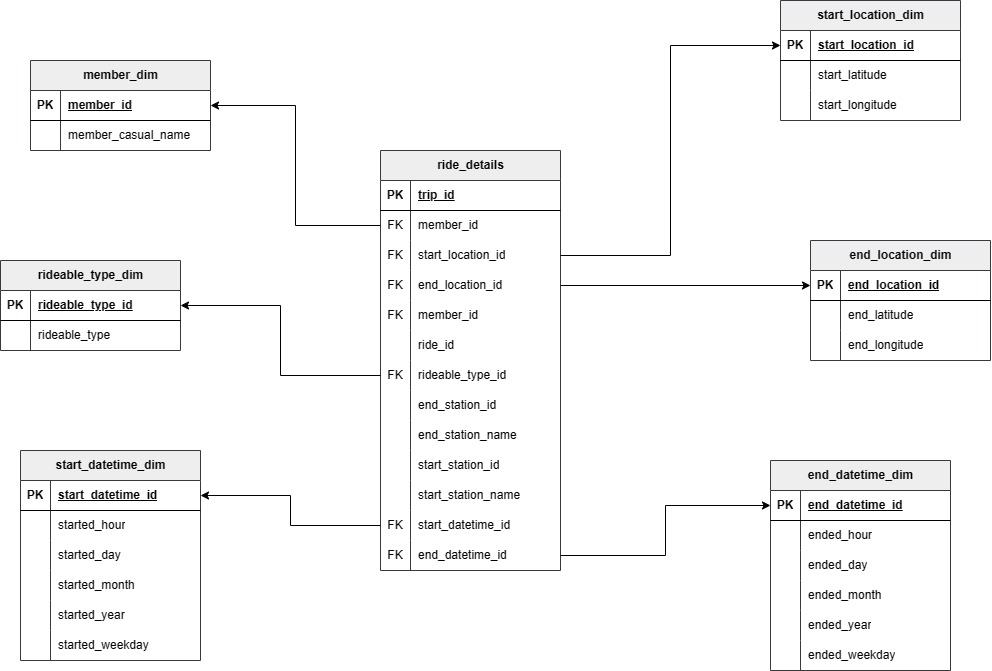 member_dim
PK member_id
member_casual_name
rideable_type_dim
PK rideable_type_id
rideable_type
start_datetime_dim
PK start_datetime_id
started_hour
started_day
started_month
started_year
started_weekday
ride_details
PK trip_id
FK member_id
FK start_location_id
FK end_location_id
FK member_id
ride_id
FK rideable_type_id
end_station_id
end_station_name
start_station_id
start_station_name
FK start_datetime_id
FK end_datetime_id
start_location_dim
PK start_location_id
start_latitude
start_longitude
end_location_dim
PK end_location_id
end_latitude
end_longitude
end_datetime_dim
PK end_datetime_id
ended_hour
ended_day
ended_month
ended_year
ended_weekday